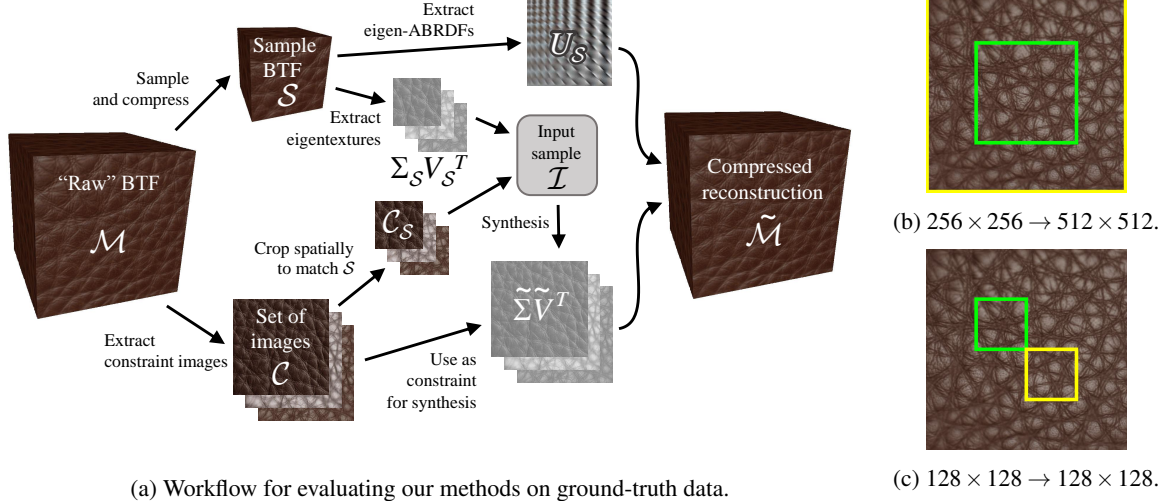 Extract
eigen-ABRDFs
Sample
BTF
𝒮
U_𝒮
Sample
and compress
Extract
eigentextures
Σ_𝒮V_𝒮^T
Input
sample
ℐ
“Raw” BTF
ℳ
Compressed
reconstruction
ℳ̃
𝒞_𝒮
Synthesis
Crop spatially
to match 𝒮
Σ̃Ṽ^T
Set of
images
𝒞
Extract
constraint images
Use as
constraint
for synthesis
(a) Workflow for evaluating our methods on ground-truth data.
(b) 256 × 256 → 512 × 512.
(c) 128 × 128 → 128 × 128.